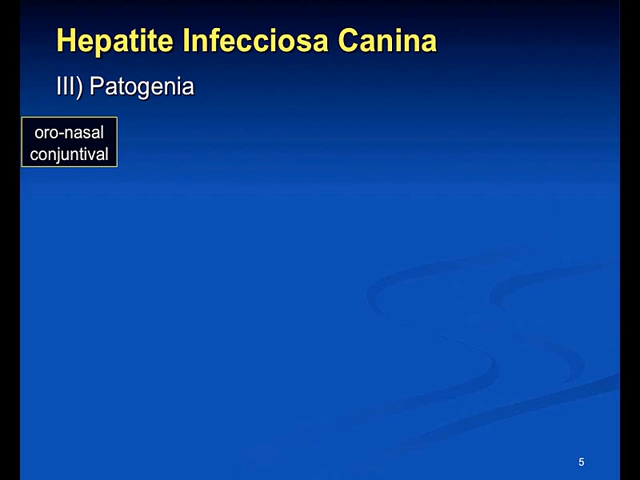 Hepatite Infecciosa Canina
III) Patogenia
oro-nasal
conjuntival
5